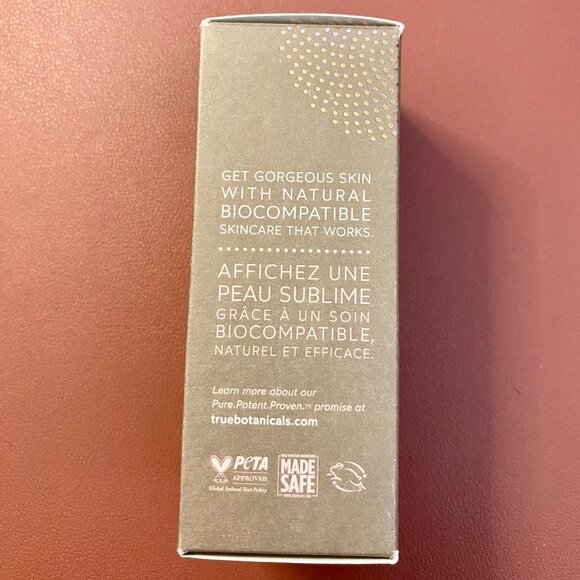 GET GORGEOUS SKIN
WITH NATURAL
BIOCOMPATIBLE
SKINCARE THAT WORKS.
AFFICHEZ UNE
PEAU SUBLIME
GRÂCE À UN SOIN
BIOCOMPATIBLE,
NATUREL ET EFFICACE.
Learn more about our
Pure.Potent.Proven.™ promise at
truebotanicals.com
PETA
APPROVED
Global Animal Test Policy
MADE
SAFE